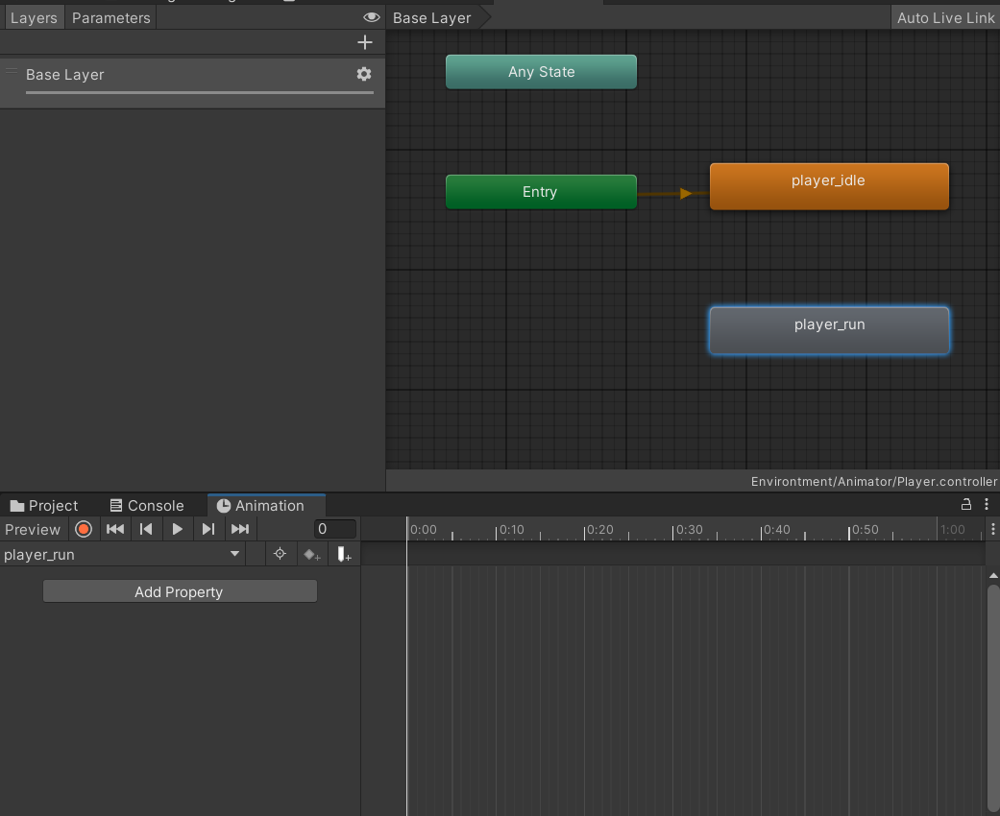 Layers Parameters
Base Layer
Auto Live Link
Base Layer
Any State
Entry
player_idle
player_run
Environtment/Animator/Player.controller
Project Console Animation
Preview 0
0:00 0:10 0:20 0:30 0:40 0:50 1:00
player_run
Add Property